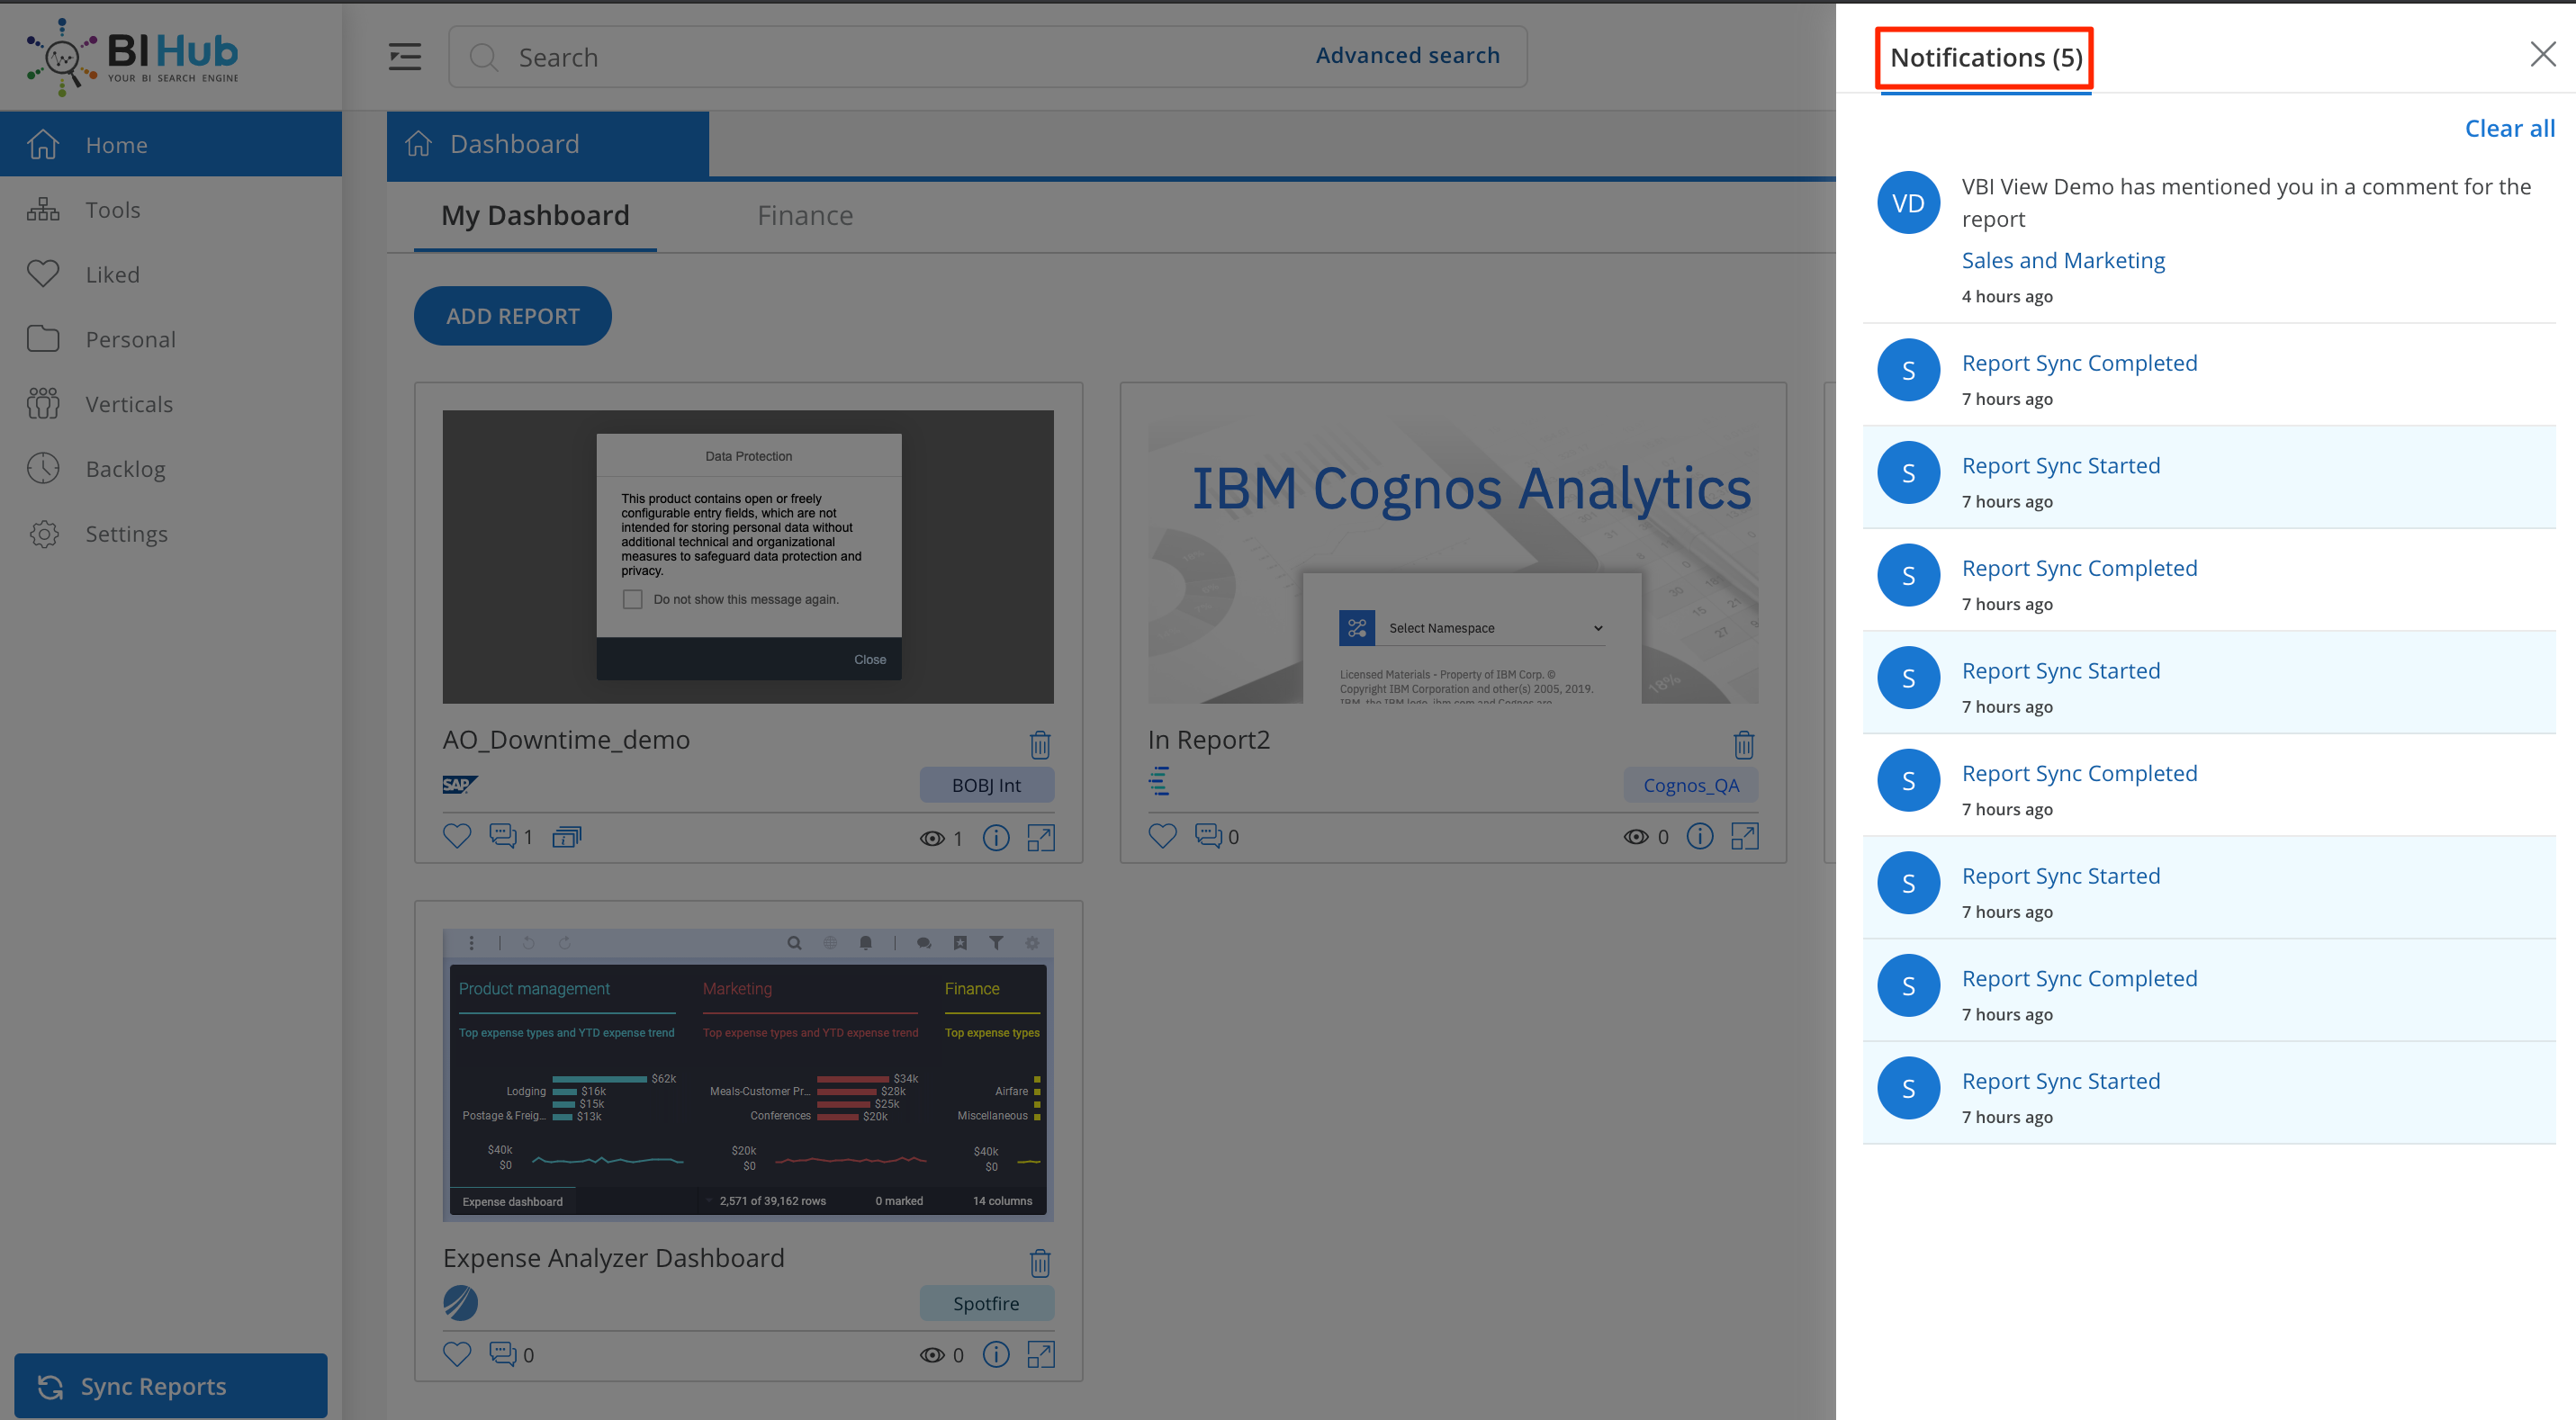 BI Hub
YOUR BI SEARCH ENGINE
Home
Tools
Liked
Personal
Verticals
Backlog
Settings
Sync Reports
Search
Advanced search
Dashboard
My Dashboard
Finance
ADD REPORT
Data Protection
This product contains open or freely
configurable entry fields, which are not
intended for storing personal data without
additional technical and organizational
measures to safeguard data protection and
privacy.
Do not show this message again.
Close
AO_Downtime_demo
SAP
BOBJ Int
1
1
IBM Cognos Analytics
Select Namespace
Licensed Materials - Property of IBM Corp. ©
Copyright IBM Corporation and other(s) 2005, 2019.
IBM, the IBM logo, ibm.com and Cognos are
18%
In Report2
Cognos_QA
0
0
Product management
Top expense types and YTD expense trend
$62k
Lodging $16k
$15k
Postage & Freig... $13k
$40k
$0
Marketing
Top expense types and YTD expense trend
$34k
Meals-Customer Pr... $28k
$25k
Conferences $20k
$20k
$0
Finance
Top expense types
Airfare
Miscellaneous
$40k
$0
Expense dashboard
2,571 of 39,162 rows
0 marked
14 columns
Expense Analyzer Dashboard
Spotfire
0
0
Notifications (5)
Clear all
VD
VBI View Demo has mentioned you in a comment for the
report
Sales and Marketing
4 hours ago
S
Report Sync Completed
7 hours ago
S
Report Sync Started
7 hours ago
S
Report Sync Completed
7 hours ago
S
Report Sync Started
7 hours ago
S
Report Sync Completed
7 hours ago
S
Report Sync Started
7 hours ago
S
Report Sync Completed
7 hours ago
S
Report Sync Started
7 hours ago